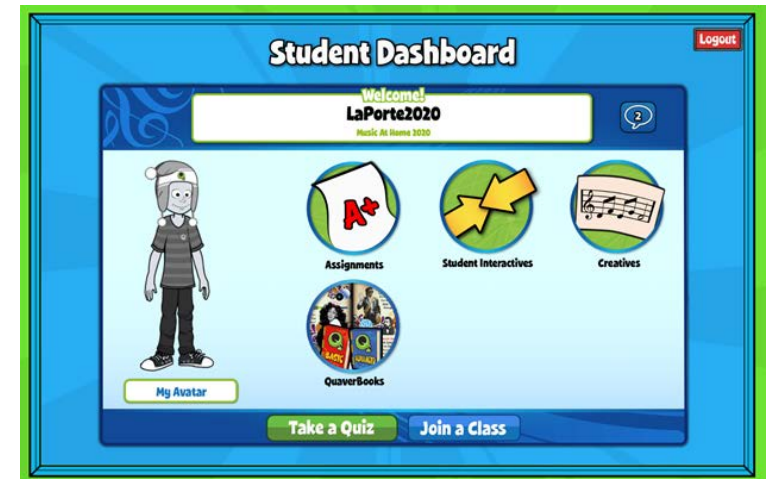 Student Dashboard
Logout
Welcome!
LaPorte2020
Music At Home 2020
2
A+
Assignments
Student Interactives
Creatives
Q
Q
BASIC
QuaverBooks
My Avatar
Take a Quiz
Join a Class